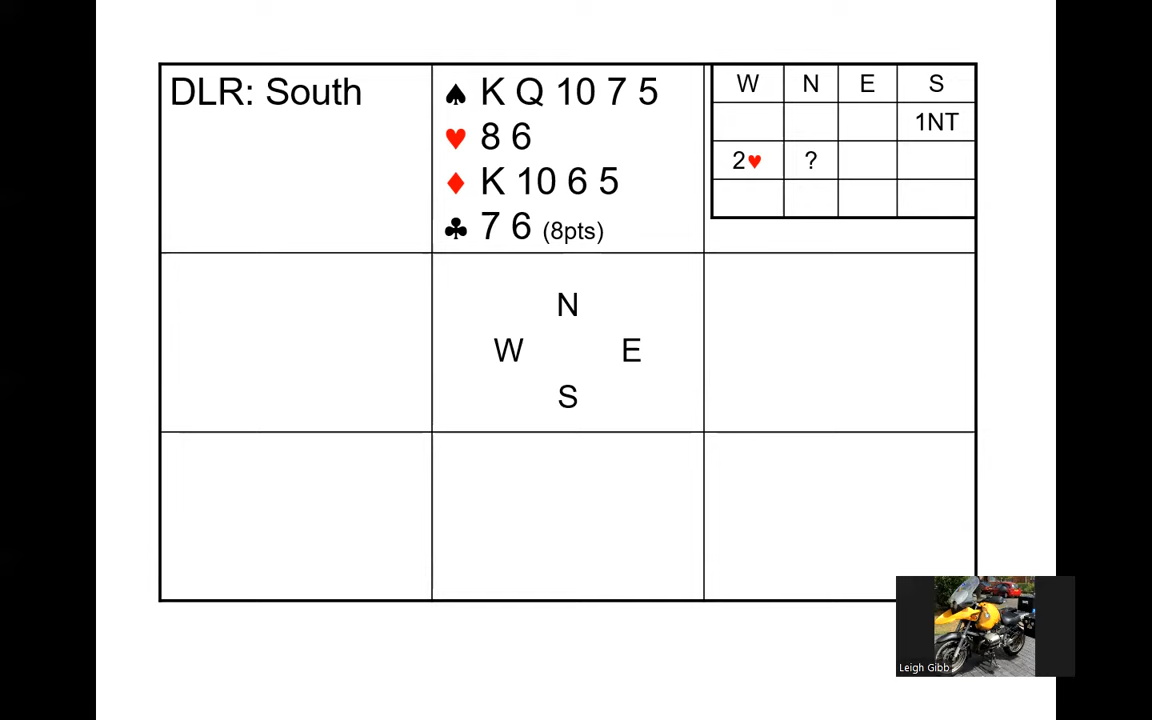 DLR: South
♠ K Q 10 7 5
♥ 8 6
♦ K 10 6 5
♣ 7 6 (8pts)
W N E S
1NT
2♥ ?
N
W E
S
Leigh Gibb